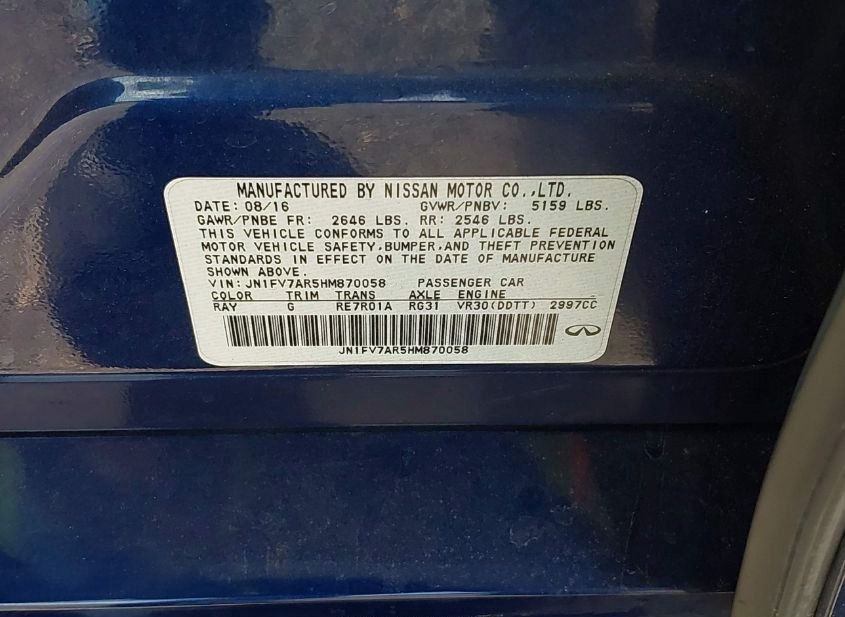 MANUFACTURED BY NISSAN MOTOR CO.,LTD.
DATE: 08/16 GVWR/PNBV: 5159 LBS.
GAWR/PNBE FR: 2646 LBS. RR: 2546 LBS.
THIS VEHICLE CONFORMS TO ALL APPLICABLE FEDERAL
MOTOR VEHICLE SAFETY,BUMPER,AND THEFT PREVENTION
STANDARDS IN EFFECT ON THE DATE OF MANUFACTURE
SHOWN ABOVE.
VIN: JN1FV7AR5HM870058 PASSENGER CAR
COLOR TRIM TRANS AXLE ENGINE
RAY G RE7R01A RG31 VR30(DDTT) 2997CC
JN1FV7AR5HM870058